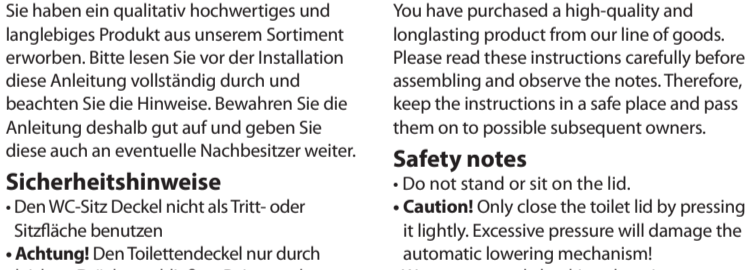 Sie haben ein qualitativ hochwertiges und
langlebiges Produkt aus unserem Sortiment
erworben. Bitte lesen Sie vor der Installation
diese Anleitung vollständig durch und
beachten Sie die Hinweise. Bewahren Sie die
Anleitung deshalb gut auf und geben Sie
diese auch an eventuelle Nachbesitzer weiter.
Sicherheitshinweise
• Den WC-Sitz Deckel nicht als Tritt- oder
Sitzfläche benutzen
• Achtung! Den Toilettendeckel nur durch
You have purchased a high-quality and
longlasting product from our line of goods.
Please read these instructions carefully before
assembling and observe the notes. Therefore,
keep the instructions in a safe place and pass
them on to possible subsequent owners.
Safety notes
• Do not stand or sit on the lid.
• Caution! Only close the toilet lid by pressing
it lightly. Excessive pressure will damage the
automatic lowering mechanism!